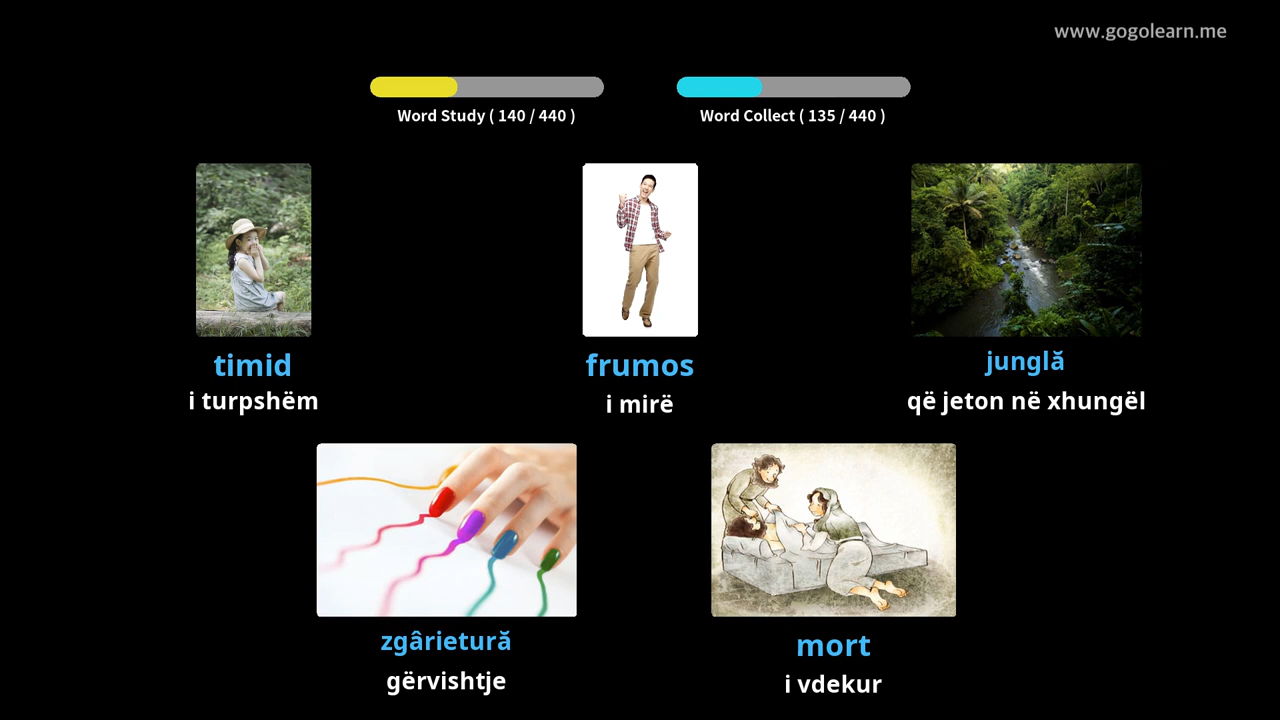 www.gogolearn.me
Word Study ( 140 / 440 )
Word Collect ( 135 / 440 )
timid
i turpshëm
frumos
i mirë
junglă
që jeton në xhungël
zgârietură
gërvishtje
mort
i vdekur